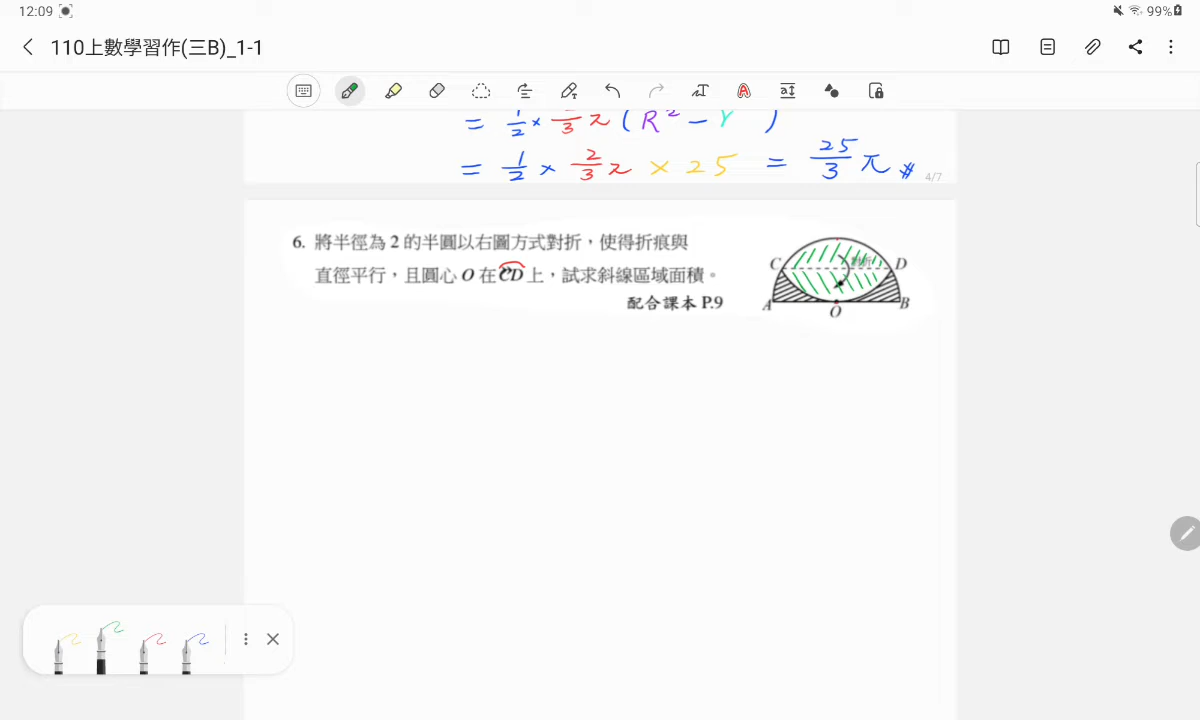 12:09 99%
110上數學習作(三B)_1-1
= 1/2 × 3 π ( R² - r )
= 1/2 × 2/3 π × 25 = 25/3 π #
4/7
6. 將半徑為 2 的半圓以右圖方式對折，使得折痕與
直徑平行，且圓心 O 在 CD 上，試求斜線區域面積。
配合課本 P.9
C 對折 D
A O B